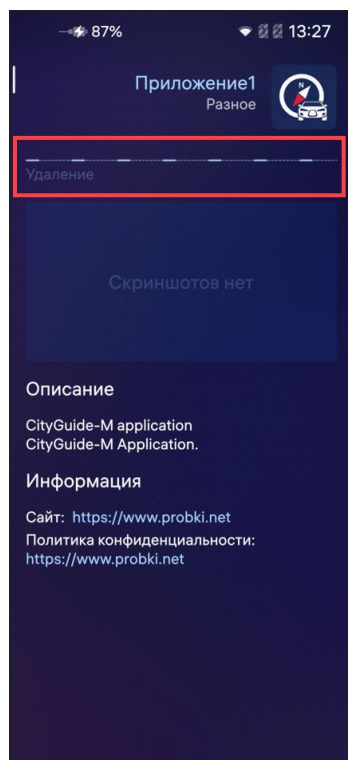 87%
13:27
Приложение1
Разное
N
Удаление
Скриншотов нет
Описание
CityGuide-M application
CityGuide-M Application.
Информация
Сайт: https://www.probki.net
Политика конфиденциальности:
https://www.probki.net